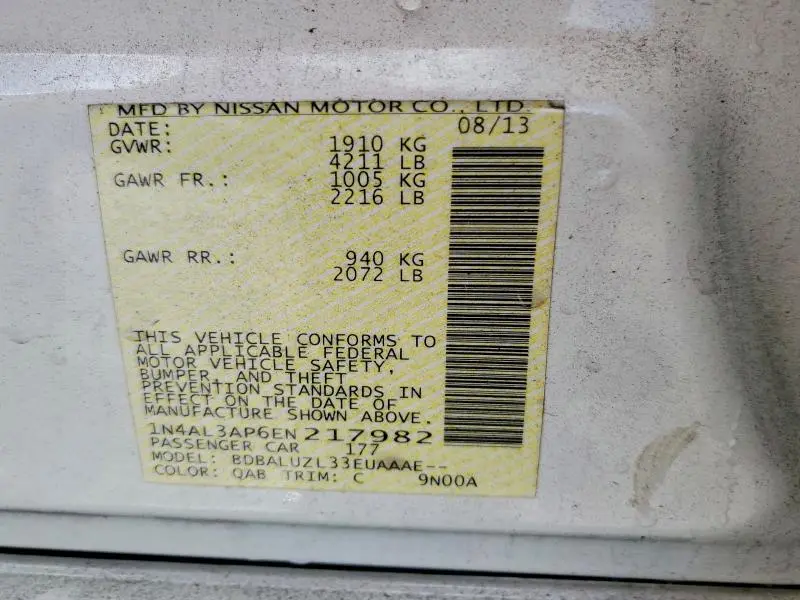 MFD BY NISSAN MOTOR CO., LTD.
DATE: 08/13
GVWR: 1910 KG
4211 LB
GAWR FR.: 1005 KG
2216 LB
GAWR RR.: 940 KG
2072 LB
THIS VEHICLE CONFORMS TO
ALL APPLICABLE FEDERAL
MOTOR VEHICLE SAFETY,
BUMPER, AND THEFT
PREVENTION STANDARDS IN
EFFECT ON THE DATE OF
MANUFACTURE SHOWN ABOVE.
1N4AL3AP6EN217982
PASSENGER CAR 177
MODEL: BDBALUZL33EUAAAE--
COLOR: QAB TRIM: C 9N00A